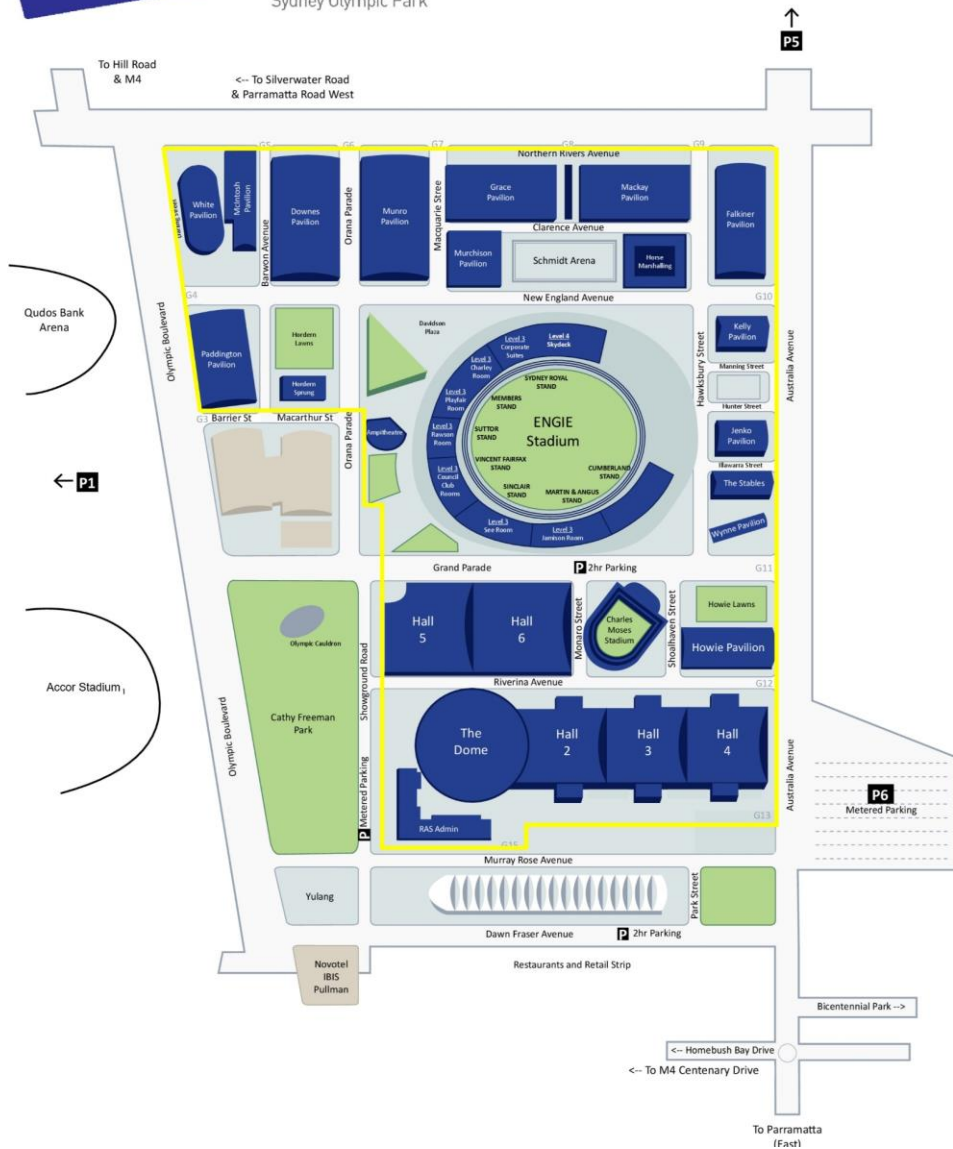 Sydney Olympic Park
P5
To Hill Road
& M4
<-- To Silverwater Road
& Parramatta Road West
G5
G6
G7
G8
G9
Northern Rivers Avenue
White
Pavilion
McIntosh
Pavilion
Barwon Avenue
Downes
Pavilion
Orana Parade
Munro
Pavilion
Macquarie Stree
Grace
Pavilion
Mackay
Pavilion
Falkiner
Pavilion
Clarence Avenue
Murchison
Pavilion
Schmidt Arena
Horse
Marshalling
G4
New England Avenue
G10
Qudos Bank
Arena
Olympic Boulevard
Paddington
Pavilion
Hordern
Lawns
Hordern
Sprung
Davidson
Plaza
Level 3
Corporate
Suites
Level 4
Skydeck
Level 3
Charley
Room
Level 3
Playfair
Room
Level 3
Rawson
Room
Level 3
Council
Club
Rooms
Level 3
See Room
Level 3
Jamison Room
SYDNEY ROYAL
STAND
MEMBERS
STAND
SUTTOR
STAND
VINCENT FAIRFAX
STAND
SINCLAIR
STAND
MARTIN & ANGUS
STAND
CUMBERLAND
STAND
ENGIE
Stadium
Hawksbury Street
Kelly
Pavilion
Manning Street
Hunter Street
Australia Avenue
Jenko
Pavilion
Illawarra Street
The Stables
Wynne Pavilion
G3
Barrier St
Macarthur St
Orana Parade
Ampitheatre
<- P1
Grand Parade
P 2hr Parking
G11
Hall
5
Hall
6
Monaro Street
Charles
Moses
Stadium
Shoalhaven Street
Howie Lawns
Howie Pavilion
Olympic Cauldron
Showground Road
Riverina Avenue
G12
Accor Stadium
Olympic Boulevard
Cathy Freeman
Park
P Metered Parking
The
Dome
Hall
2
Hall
3
Hall
4
Australia Avenue
P6
Metered Parking
RAS Admin
G13
G15
Murray Rose Avenue
Yulang
Park Street
Dawn Fraser Avenue
P 2hr Parking
Novotel
IBIS
Pullman
Restaurants and Retail Strip
Bicentennial Park -->
<-- Homebush Bay Drive
<-- To M4 Centenary Drive
To Parramatta
(East)